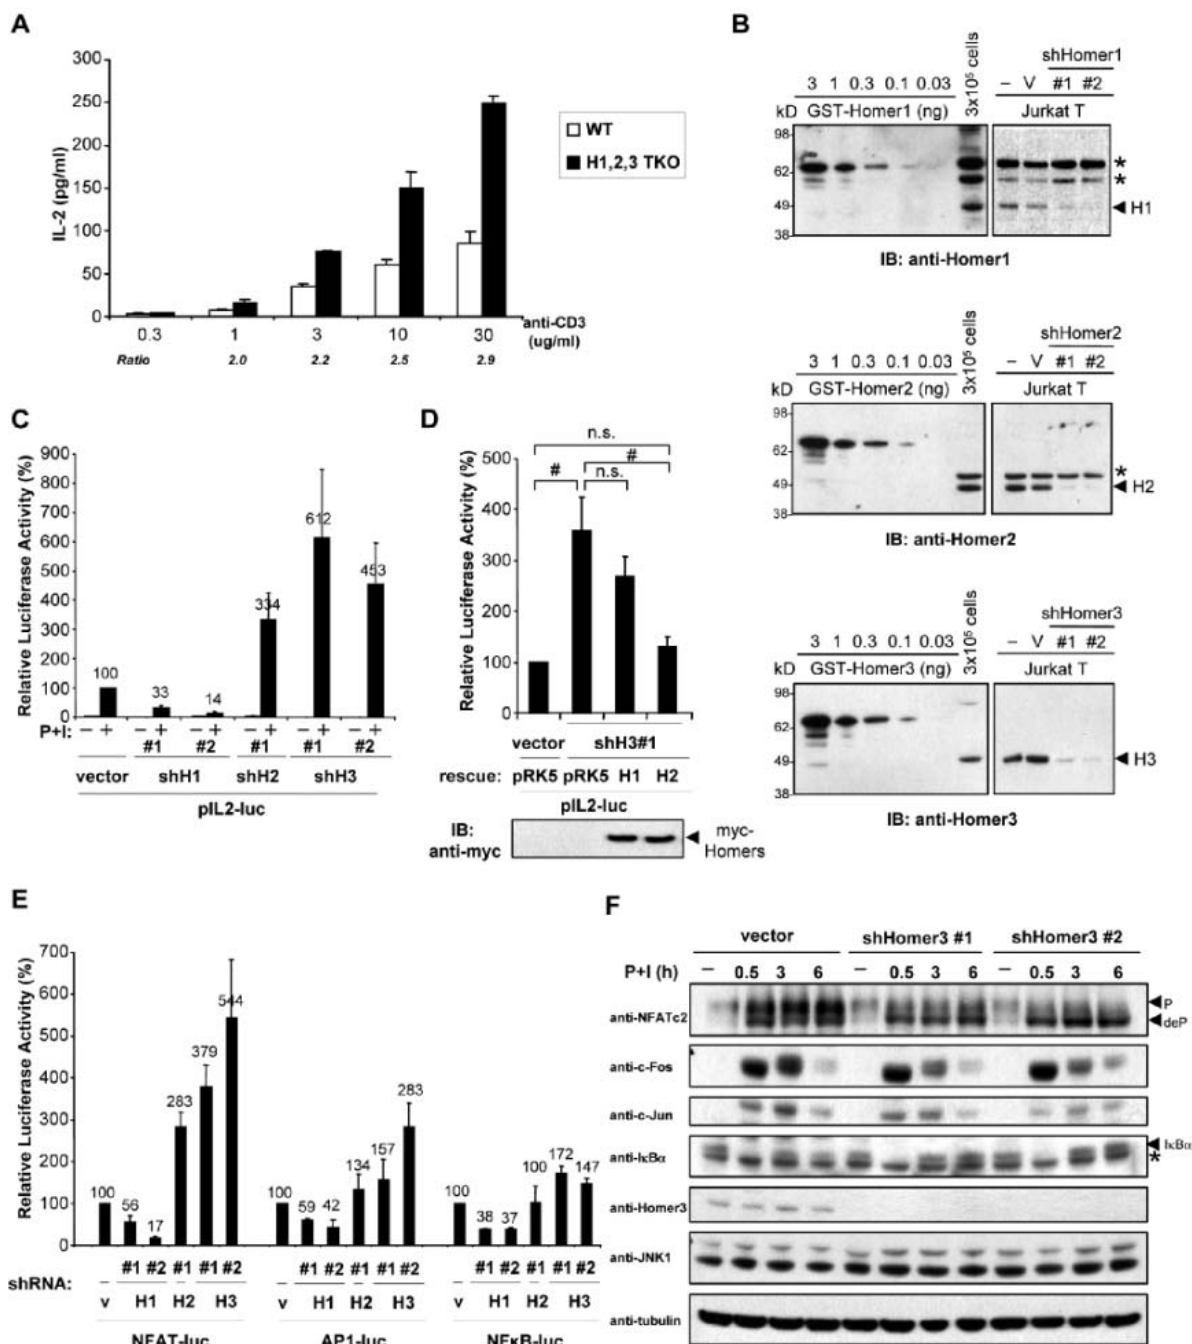 A
300
250
200
150
100
50
0
IL-2 (pg/ml)
WT
H1,2,3 TKO
0.3 1 3 10 30
anti-CD3
(ug/ml)
Ratio 2.0 2.2 2.5 2.9
B
3x10⁵ cells
shHomer1
3 1 0.3 0.1 0.03
– V #1 #2
kD
GST-Homer1 (ng)
Jurkat T
98
62
49
38
*
*
H1
IB: anti-Homer1
3x10⁵ cells
shHomer2
3 1 0.3 0.1 0.03
– V #1 #2
kD
GST-Homer2 (ng)
Jurkat T
98
62
49
38
*
H2
IB: anti-Homer2
3x10⁵ cells
shHomer3
3 1 0.3 0.1 0.03
– V #1 #2
kD
GST-Homer3 (ng)
Jurkat T
98
62
49
38
H3
IB: anti-Homer3
C
900
800
700
600
500
400
300
200
100
0
Relative Luciferase Activity (%)
100
33
14
334
612
453
P+I: – + – + – + – + – + – +
#1 #2 #1 #1 #2
vector shH1 shH2 shH3
pIL2-luc
D
n.s.
#
# n.s.
500
400
300
200
100
0
Relative Luciferase Activity (%)
vector shH3#1
rescue: pRK5 pRK5 H1 H2
pIL2-luc
IB:
anti-myc
myc-
Homers
E
700
600
500
400
300
200
100
0
Relative Luciferase Activity (%)
100 56 17 283 379 544
100 59 42 134 157 283
100 38 37 100 172 147
– #1 #2 #1 #1 #2 – #1 #2 #1 #1 #2 – #1 #2 #1 #1 #2
shRNA:
v H1 H2 H3 v H1 H2 H3 v H1 H2 H3
NFAT-luc AP1-luc NFκB-luc
F
vector shHomer3 #1 shHomer3 #2
P+I (h) – 0.5 3 6 – 0.5 3 6 – 0.5 3 6
anti-NFATc2
P
deP
anti-c-Fos
anti-c-Jun
anti-IκBα
IκBα
*
anti-Homer3
anti-JNK1
anti-tubulin